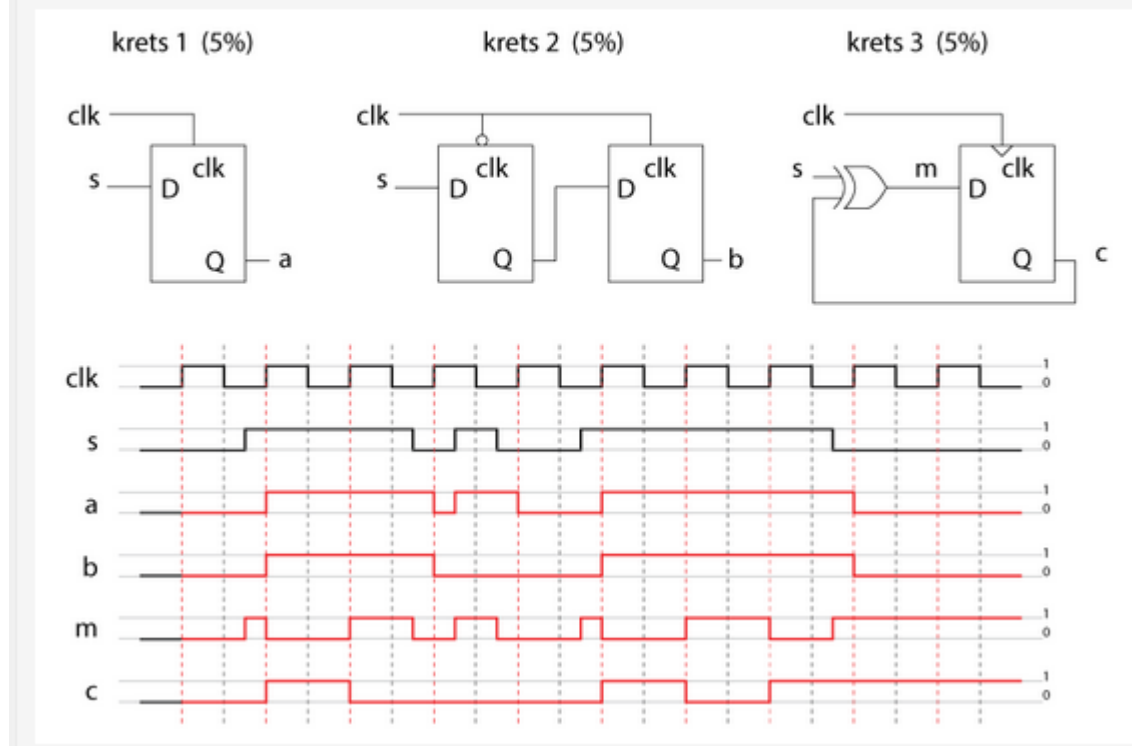 krets 1 (5%) krets 2 (5%) krets 3 (5%)
clk clk clk
clk clk clk clk
s D s D D s m D
Q a Q Q b Q c
clk 1
0
s 1
0
a 1
0
b 1
0
m 1
0
c 1
0